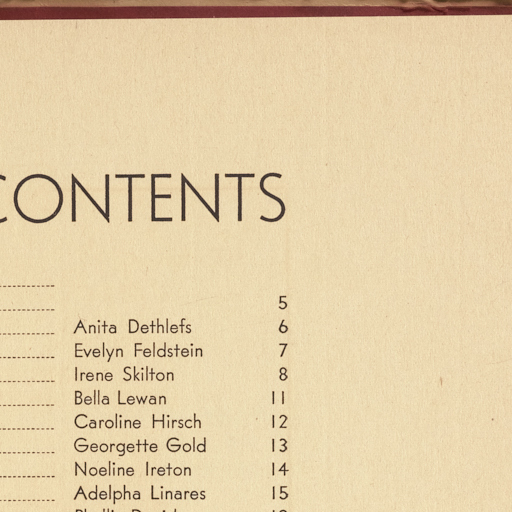 CONTENTS
5
Anita Dethlefs 6
Evelyn Feldstein 7
Irene Skilton 8
Bella Lewan 11
Caroline Hirsch 12
Georgette Gold 13
Noeline Ireton 14
Adelpha Linares 15